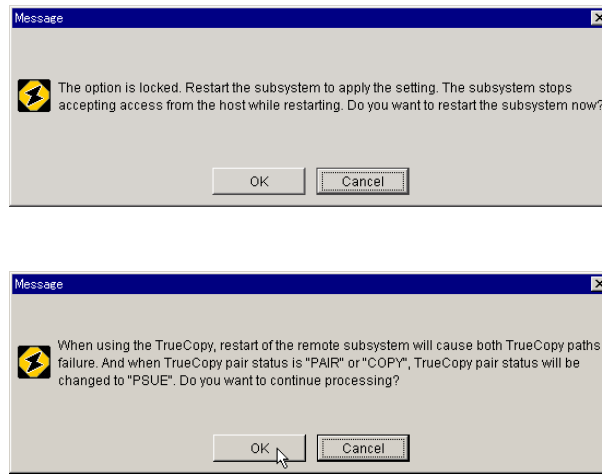 Message
The option is locked. Restart the subsystem to apply the setting. The subsystem stops
accepting access from the host while restarting. Do you want to restart the subsystem now?
OK Cancel
Message
When using the TrueCopy, restart of the remote subsystem will cause both TrueCopy paths
failure. And when TrueCopy pair status is "PAIR" or "COPY", TrueCopy pair status will be
changed to "PSUE". Do you want to continue processing?
OK Cancel